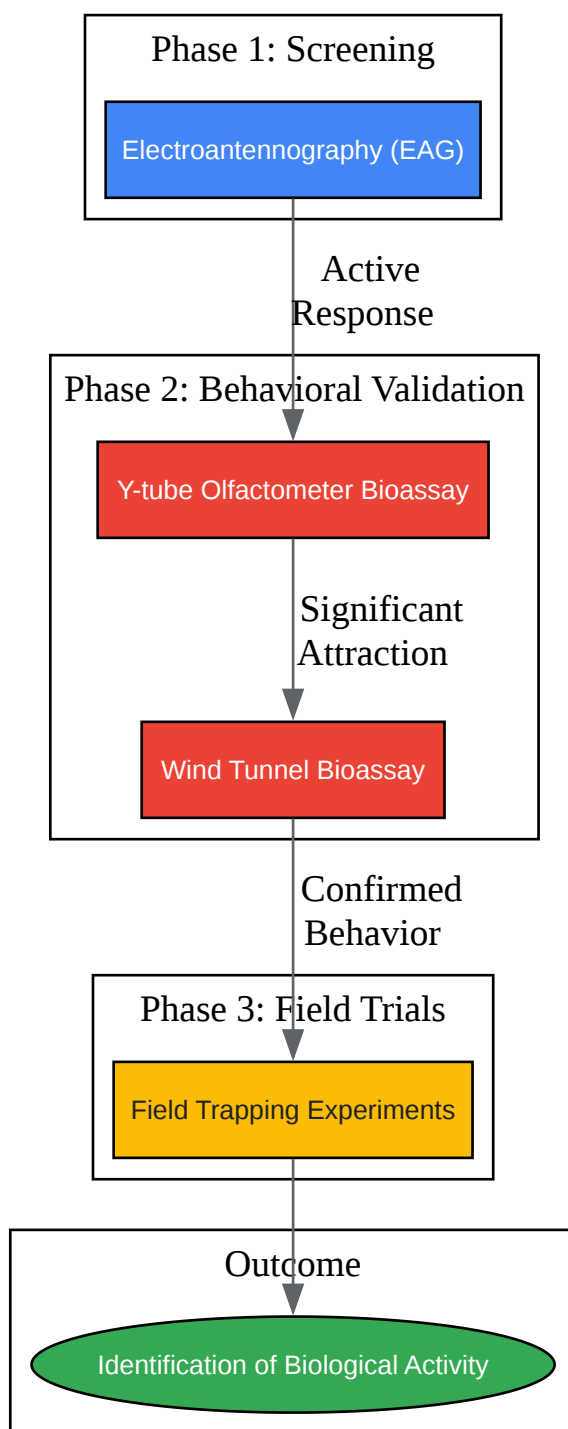 Phase 1: Screening
Electroantennography (EAG)
Active
Response
Phase 2: Behavioral Validation
Y-tube Olfactometer Bioassay
Significant
Attraction
Wind Tunnel Bioassay
Confirmed
Behavior
Phase 3: Field Trials
Field Trapping Experiments
Outcome
Identification of Biological Activity